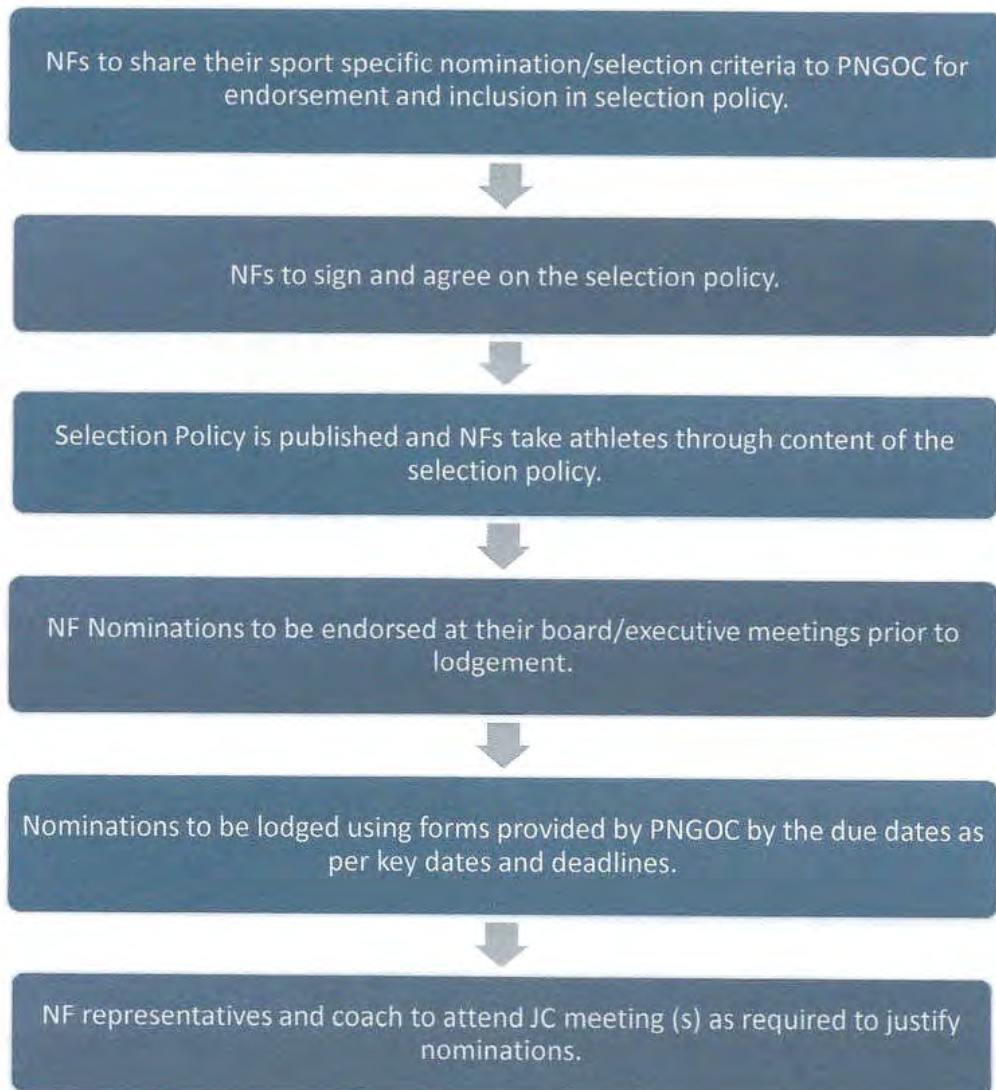 NFs to share their sport specific nomination/selection criteria to PNGOC for
endorsement and inclusion in selection policy.
NFs to sign and agree on the selection policy.
Selection Policy is published and NFs take athletes through content of the
selection policy.
NF Nominations to be endorsed at their board/executive meetings prior to
lodgement.
Nominations to be lodged using forms provided by PNGOC by the due dates as
per key dates and deadlines.
NF representatives and coach to attend JC meeting (s) as required to justify
nominations.